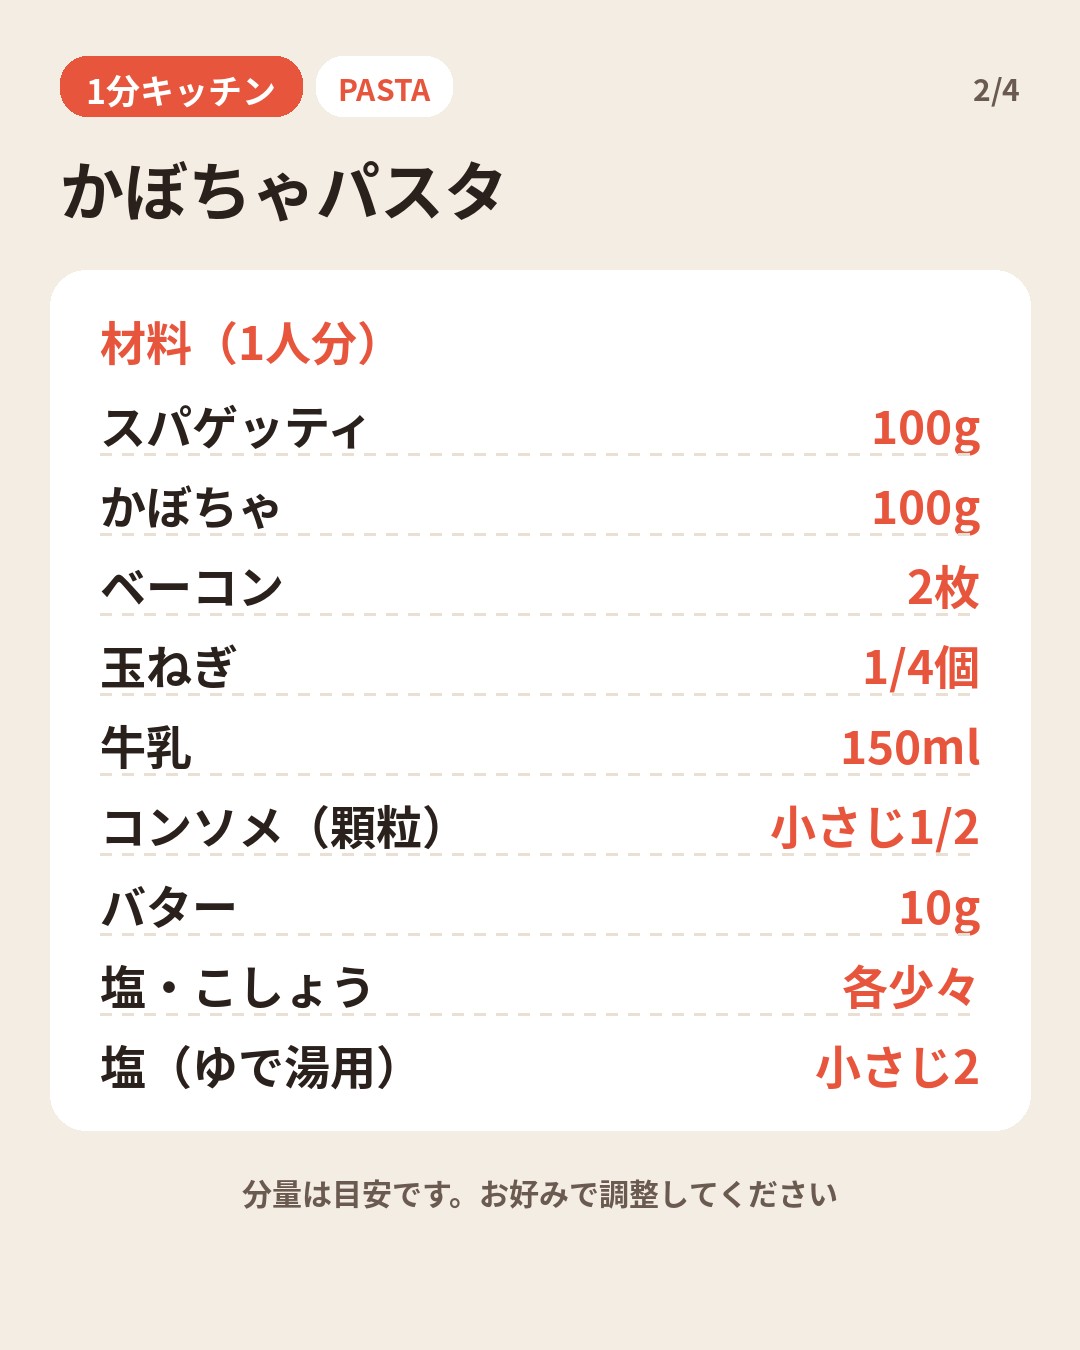 1分キッチン PASTA 2/4
かぼちゃパスタ
材料（1人分）
スパゲッティ 100g
かぼちゃ 100g
ベーコン 2枚
玉ねぎ 1/4個
牛乳 150ml
コンソメ（顆粒） 小さじ1/2
バター 10g
塩・こしょう 各少々
塩（ゆで湯用） 小さじ2
分量は目安です。お好みで調整してください